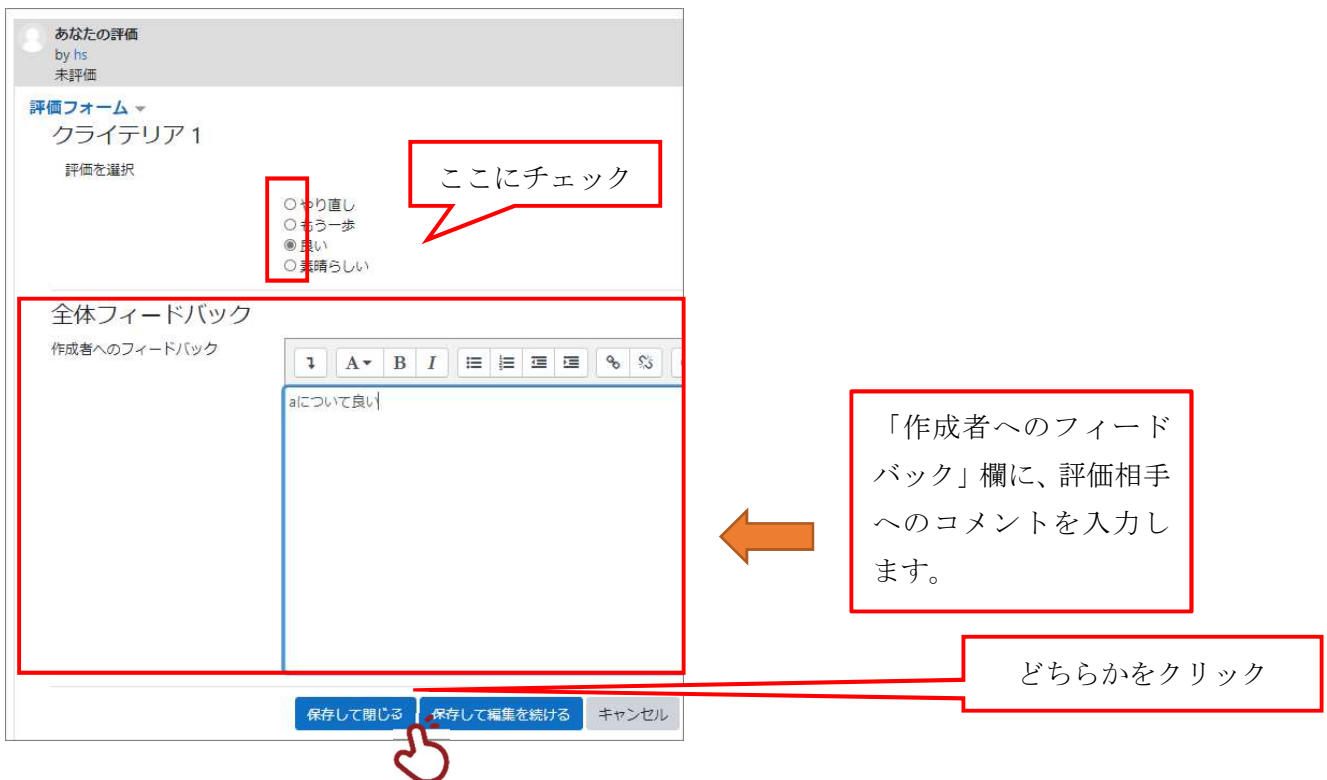 あなたの評価
by hs
未評価
評価フォーム
クライテリア 1
評価を選択
ここにチェック
やり直し
もう一歩
良い
素晴らしい
全体フィードバック
作成者へのフィードバック
A B I
aについて良い
「作成者へのフィード
バック」欄に、評価相手
へのコメントを入力し
ます。
どちらかをクリック
保存して閉じる 保存して編集を続ける キャンセル